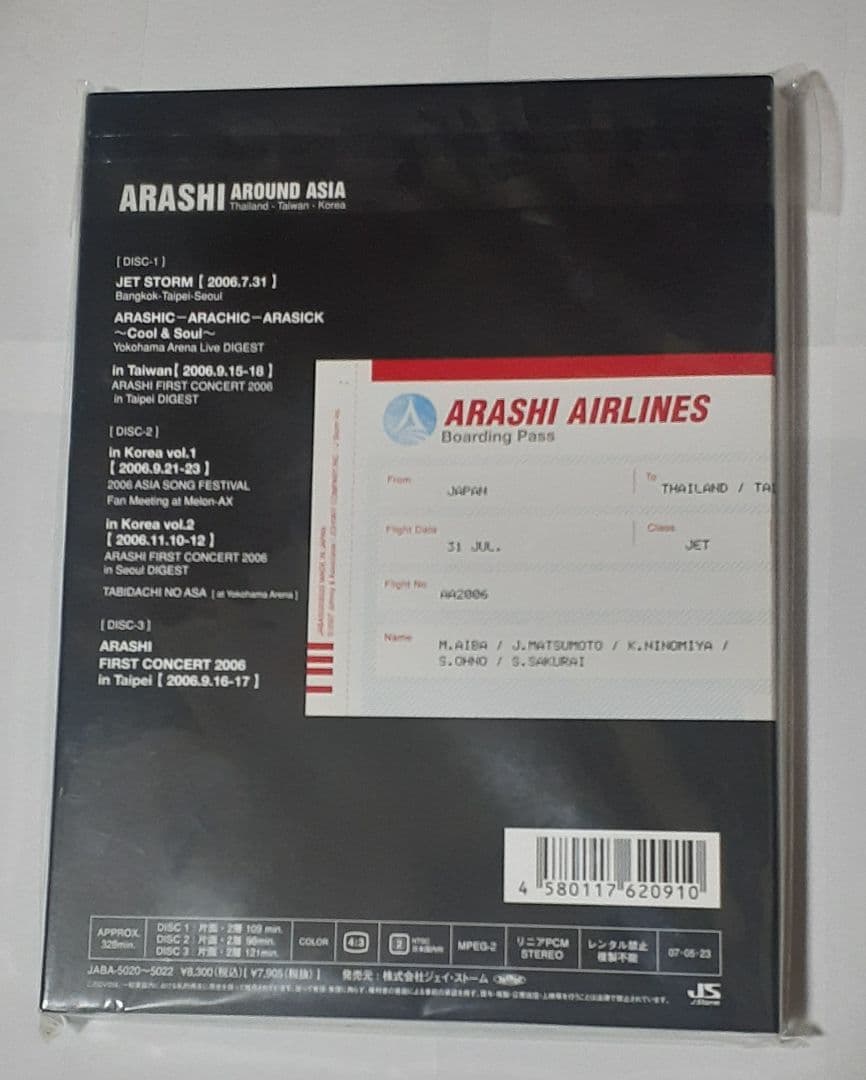 ARASHI AROUND ASIA
Thailand - Taiwan - Korea
[ DISC-1 ]
JET STORM [ 2006.7.31 ]
Bangkok-Taipei-Seoul
ARASHIC−ARACHIC−ARASICK
〜Cool & Soul〜
Yokohama Arena Live DIGEST
in Taiwan [ 2006.9.15-18 ]
ARASHI FIRST CONCERT 2006
in Taipei DIGEST
[ DISC-2 ]
in Korea vol.1
[ 2006.9.21-23 ]
2006 ASIA SONG FESTIVAL
Fan Meeting at Melon-AX
in Korea vol.2
[ 2006.11.10-12 ]
ARASHI FIRST CONCERT 2006
in Seoul DIGEST
TABIDACHI NO ASA [ at Yokohama Arena ]
[ DISC-3 ]
ARASHI
FIRST CONCERT 2006
in Taipei [ 2006.9.16-17 ]
ARASHI AIRLINES
Boarding Pass
From JAPAN
To THAILAND / TAI
Flight Date 31 JUL.
Class JET
Flight No AA2006
Name M.AIBA / J.MATSUMOTO / K.NINOMIYA /
S.OHNO / S.SAKURAI
4 580117 620910
APPROX. 328min.
DISC 1 : 片面・2層 109 min.
DISC 2 : 片面・2層 98min.
DISC 3 : 片面・2層 121min.
COLOR
4:3
2 NTSC 日本国内向
MPEG-2
リニアPCM STEREO
レンタル禁止 複製不能
07·05·23
JABA-5020〜5022 ¥8,300(税込)[ ¥7,905(税抜) ] 発売元：株式会社ジェイ・ストーム
JS
J Storm